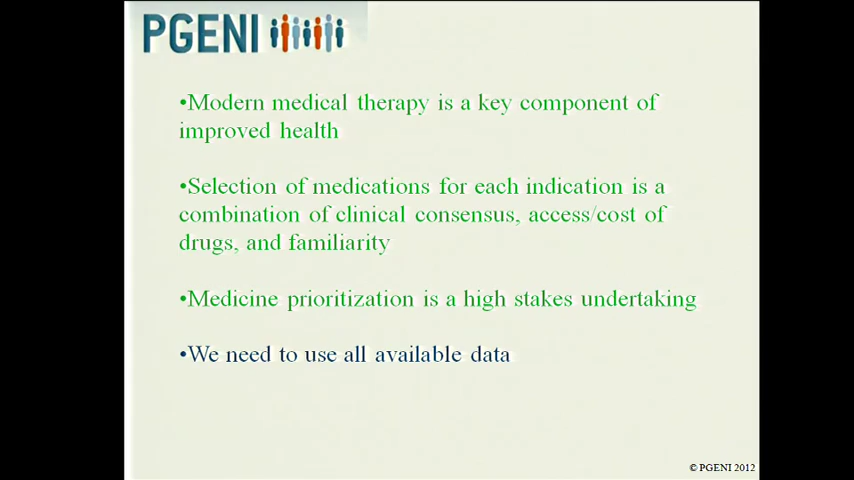 PGENI
•Modern medical therapy is a key component of
improved health
•Selection of medications for each indication is a
combination of clinical consensus, access/cost of
drugs, and familiarity
•Medicine prioritization is a high stakes undertaking
•We need to use all available data
© PGENI 2012